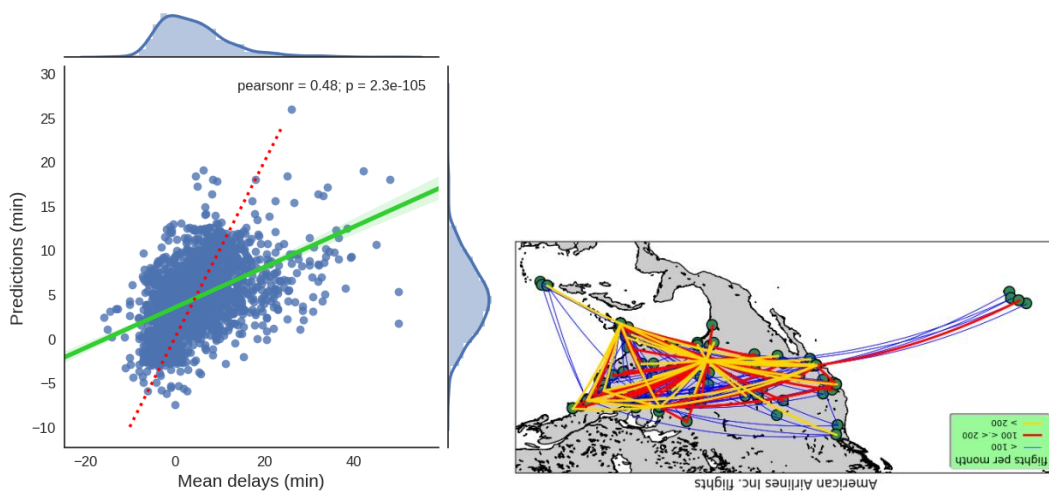 pearsonr = 0.48; p = 2.3e-105
30
25
20
15
10
5
0
−5
−10
Predictions (min)
−20
0
20
40
Mean delays (min)
American Airlines Inc. flights
flights per month
< 100
100 < . < 200
> 200